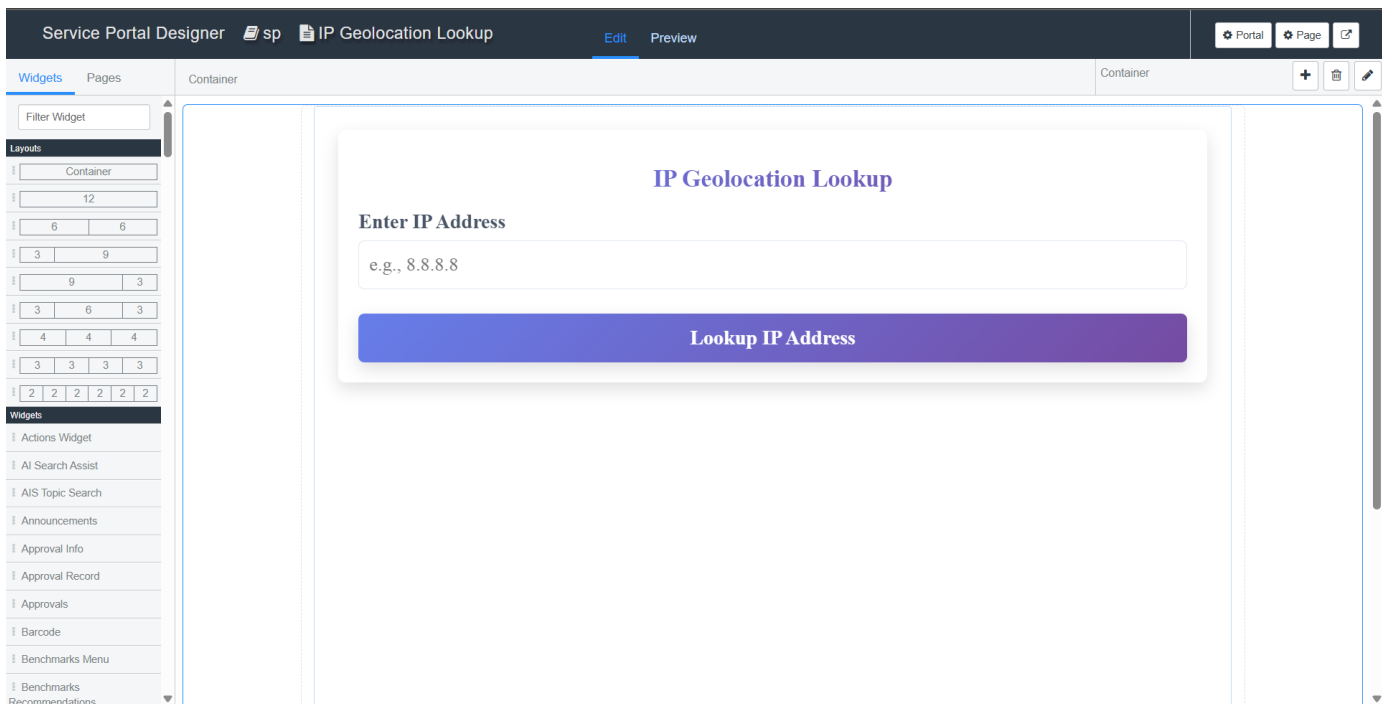 Service Portal Designer sp IP Geolocation Lookup
Edit Preview
Portal Page
Widgets Pages
Container
Container
Filter Widget
Layouts
Container
12
6 6
3 9
9 3
3 6 3
4 4 4
3 3 3 3
2 2 2 2 2 2
Widgets
Actions Widget
AI Search Assist
AIS Topic Search
Announcements
Approval Info
Approval Record
Approvals
Barcode
Benchmarks Menu
Benchmarks
Recommendations
IP Geolocation Lookup
Enter IP Address
e.g., 8.8.8.8
Lookup IP Address